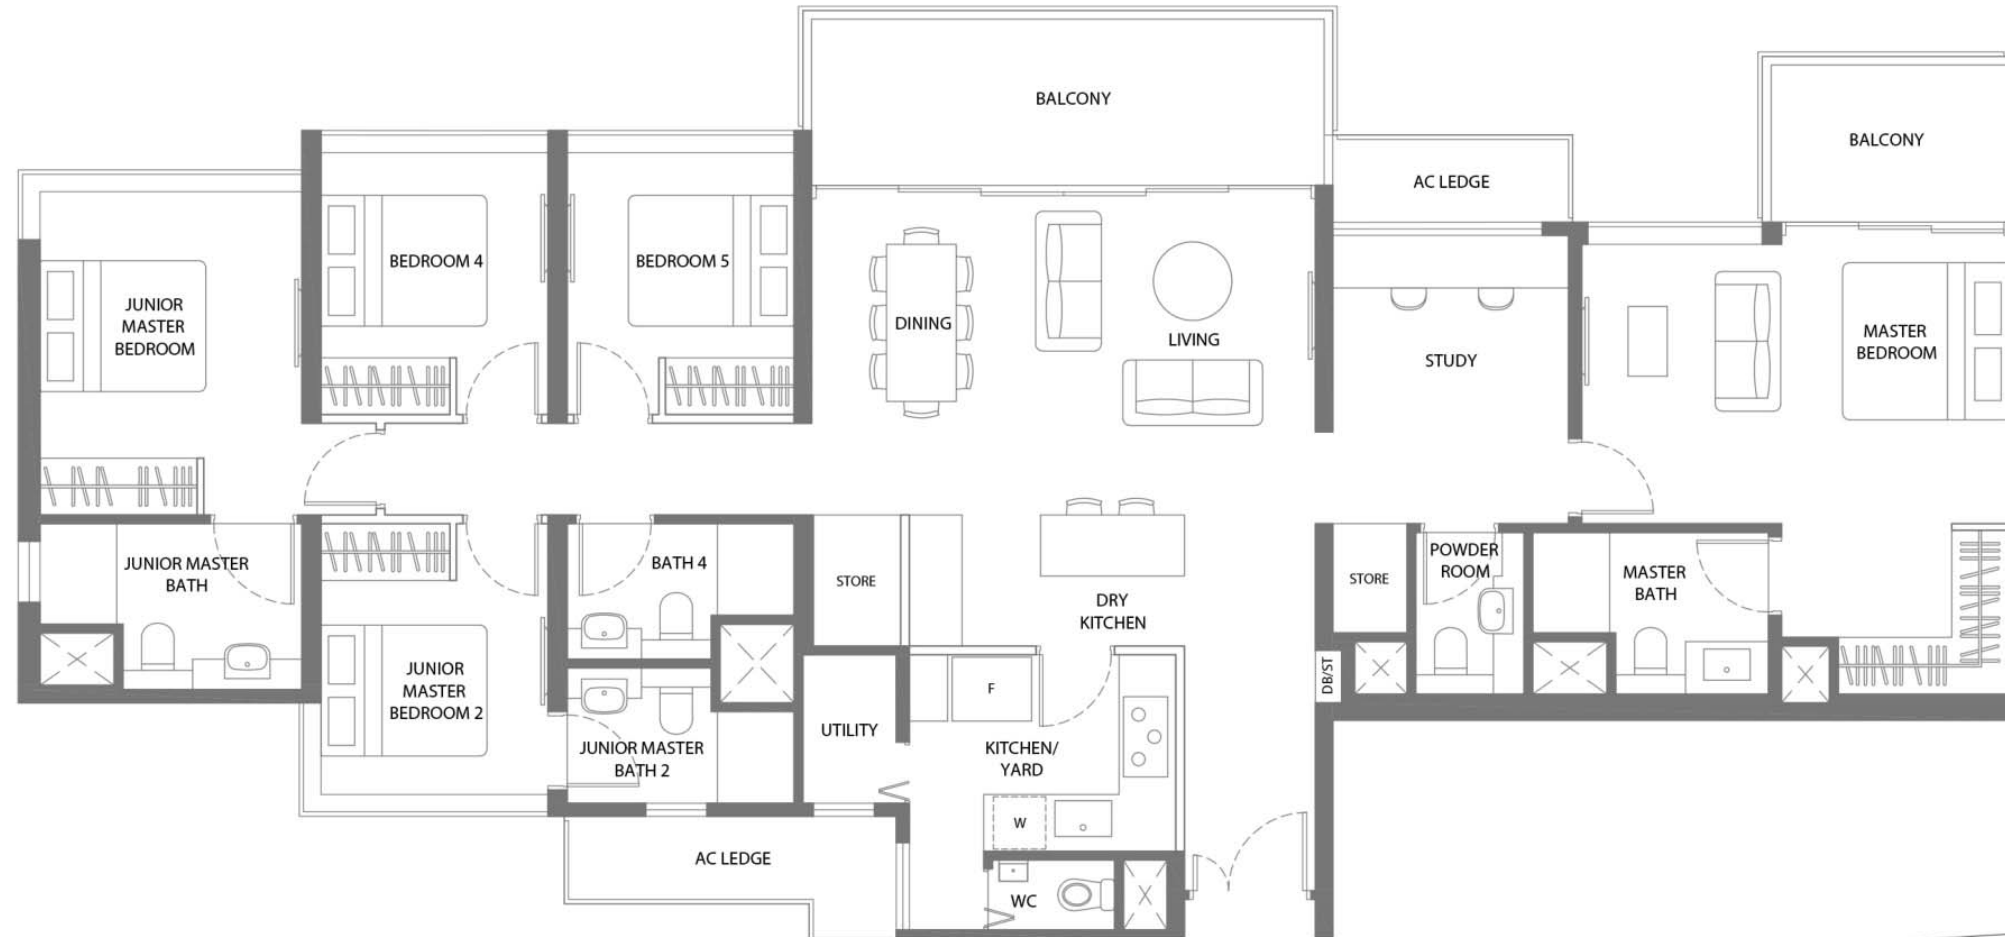 BALCONY
BALCONY
AC LEDGE
BEDROOM 4
BEDROOM 5
JUNIOR
MASTER
BEDROOM
DINING
LIVING
STUDY
MASTER
BEDROOM
JUNIOR MASTER
BATH
BATH 4
STORE
DRY
KITCHEN
STORE
POWDER
ROOM
MASTER
BATH
JUNIOR
MASTER
BEDROOM 2
F
DB/ST
UTILITY
JUNIOR MASTER
BATH 2
KITCHEN/
YARD
W
AC LEDGE
WC